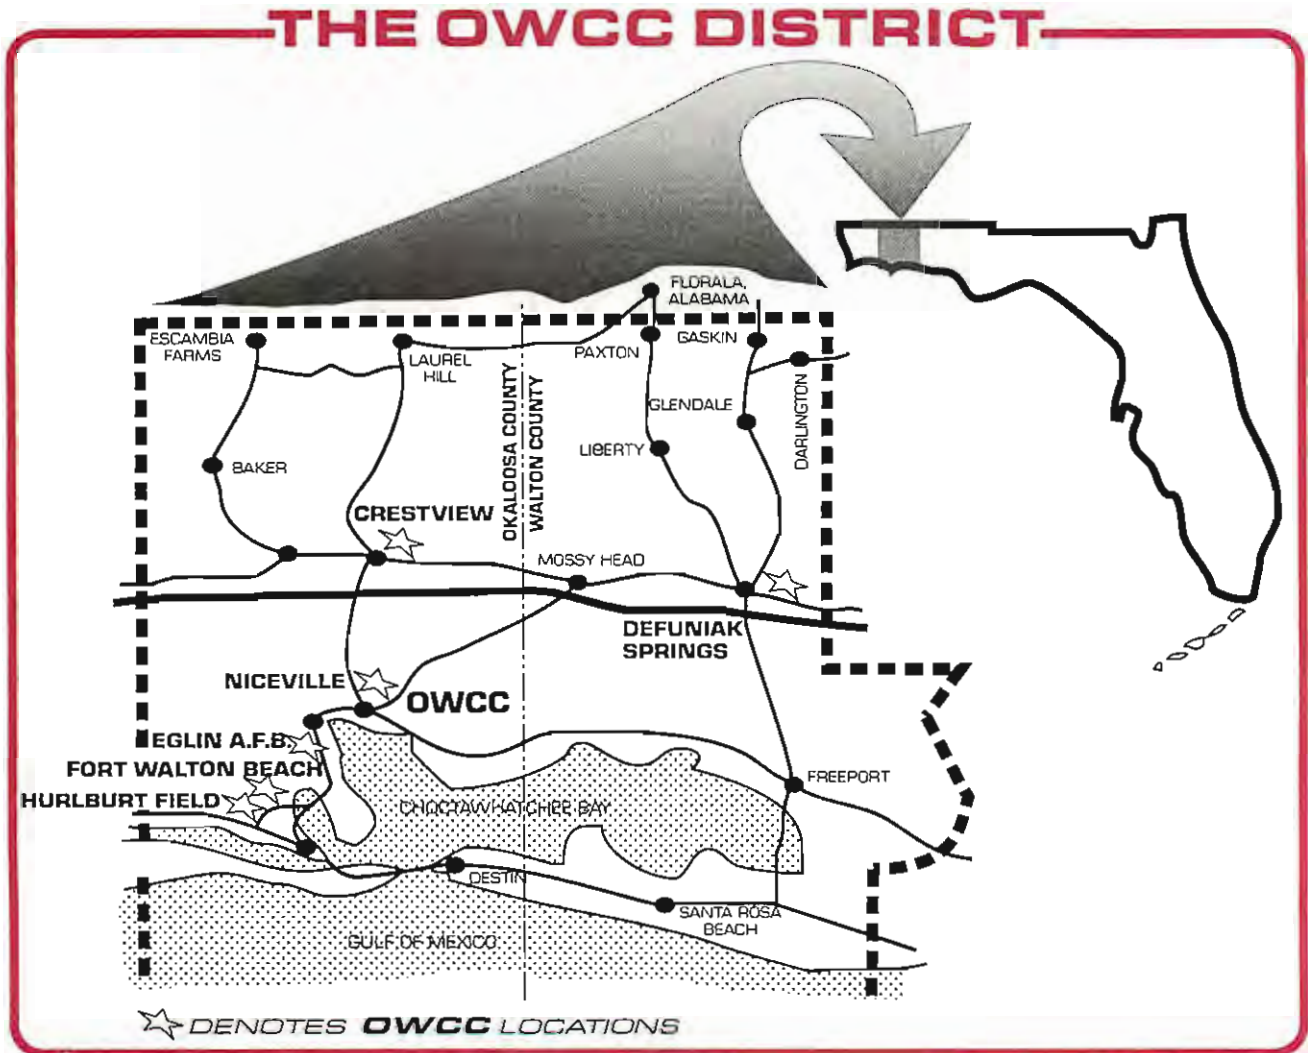 THE OWCC DISTRICT
FLORALA,
ALABAMA
ESCAMBIA
FARMS
LAUREL
HILL
PAXTON
GASKIN
OKALOOSA COUNTY
WALTON COUNTY
GLENDALE
DARLINGTON
LIBERTY
BAKER
CRESTVIEW
MOSSY HEAD
DEFUNIAK
SPRINGS
NICEVILLE
OWCC
EGLIN A.F.B.
FORT WALTON BEACH
HURLBURT FIELD
FREEPORT
CHOCTAWHATCHEE BAY
DESTIN
SANTA ROSA
BEACH
GULF OF MEXICO
DENOTES OWCC LOCATIONS